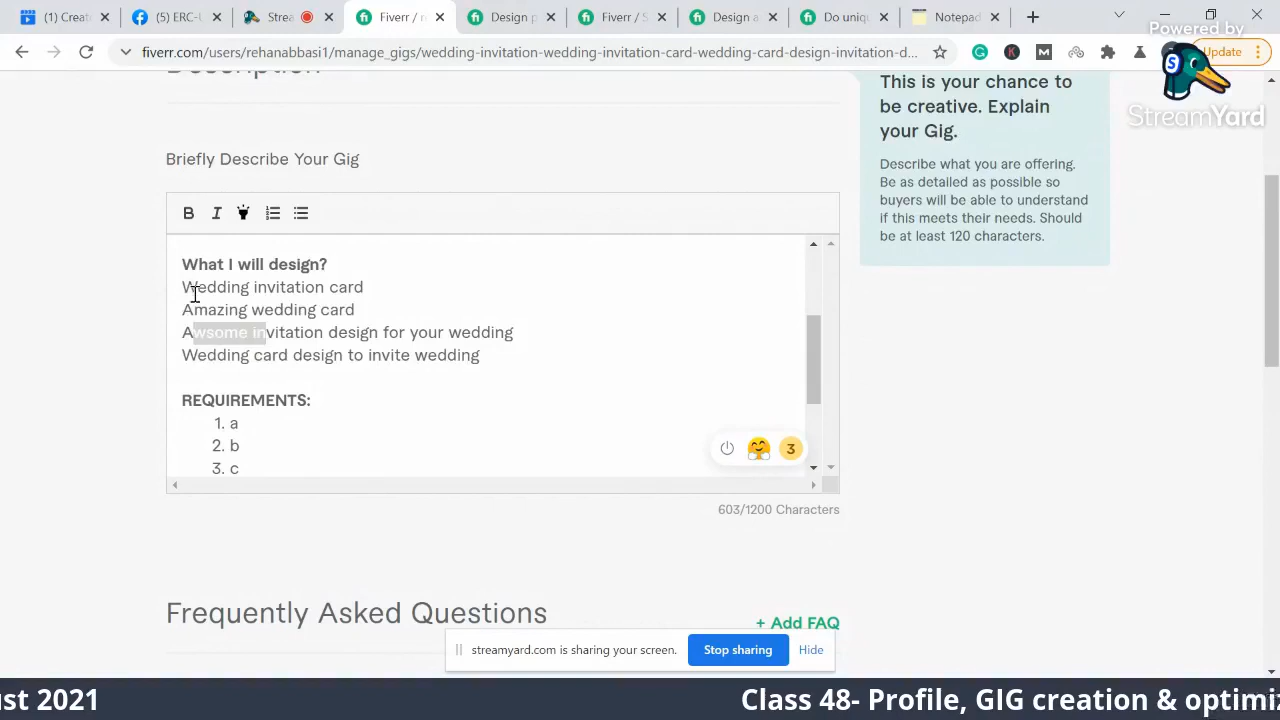 (1) Creat
(5) ERC-U
Strea
Fiverr / r
Design p
Fiverr / S
Design a
Do uniq
Notepad
fiverr.com/users/rehanabbasi1/manage_gigs/wedding-invitation-wedding-invitation-card-wedding-card-design-invitation-d...
Update
Powered by
StreamYard
Description
This is your chance to
be creative. Explain
your Gig.
Describe what you are offering.
Be as detailed as possible so
buyers will be able to understand
if this meets their needs. Should
be at least 120 characters.
Briefly Describe Your Gig
B I
What I will design?
Wedding invitation card
Amazing wedding card
Awsome invitation design for your wedding
Wedding card design to invite wedding
REQUIREMENTS:
1. a
2. b
3. c
3
603/1200 Characters
Frequently Asked Questions
+ Add FAQ
streamyard.com is sharing your screen.
Stop sharing
Hide
ust 2021
Class 48- Profile, GIG creation & optimiz